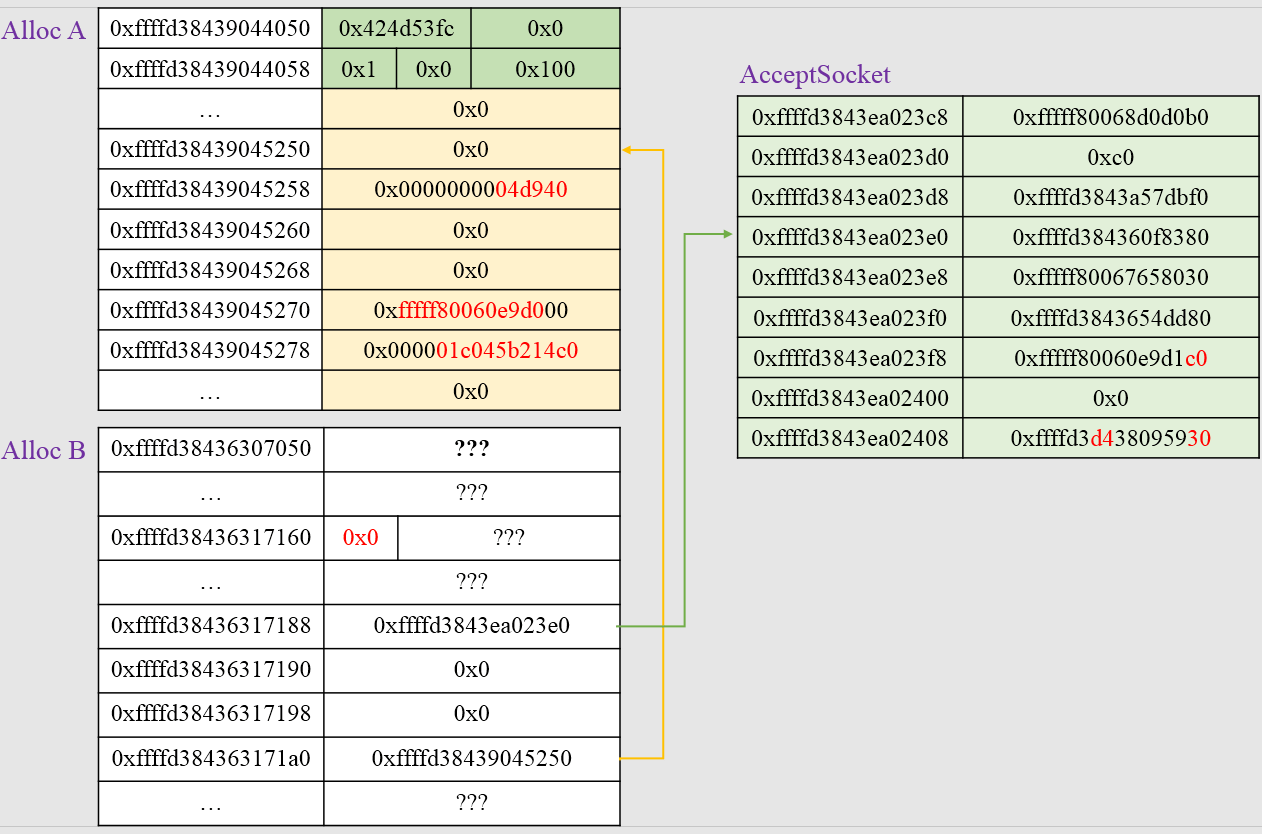 Alloc A
0xffffd38439044050 0x424d53fc 0x0
0xffffd38439044058 0x1 0x0 0x100
... 0x0
0xffffd38439045250 0x0
0xffffd38439045258 0x00000000004d940
0xffffd38439045260 0x0
0xffffd38439045268 0x0
0xffffd38439045270 0xfffff80060e9d000
0xffffd38439045278 0x000001c045b214c0
... 0x0
Alloc B
0xffffd38436307050 ???
... ???
0xffffd38436317160 0x0 ???
... ???
0xffffd38436317188 0xffffd3843ea023e0
0xffffd38436317190 0x0
0xffffd38436317198 0x0
0xffffd384363171a0 0xffffd38439045250
... ???
AcceptSocket
0xffffd3843ea023c8 0xfffff80068d0d0b0
0xffffd3843ea023d0 0xc0
0xffffd3843ea023d8 0xffffd3843a57dbf0
0xffffd3843ea023e0 0xffffd384360f8380
0xffffd3843ea023e8 0xfffff80067658030
0xffffd3843ea023f0 0xffffd3843654dd80
0xffffd3843ea023f8 0xfffff80060e9d1c0
0xffffd3843ea02400 0x0
0xffffd3843ea02408 0xffffd3d438095930